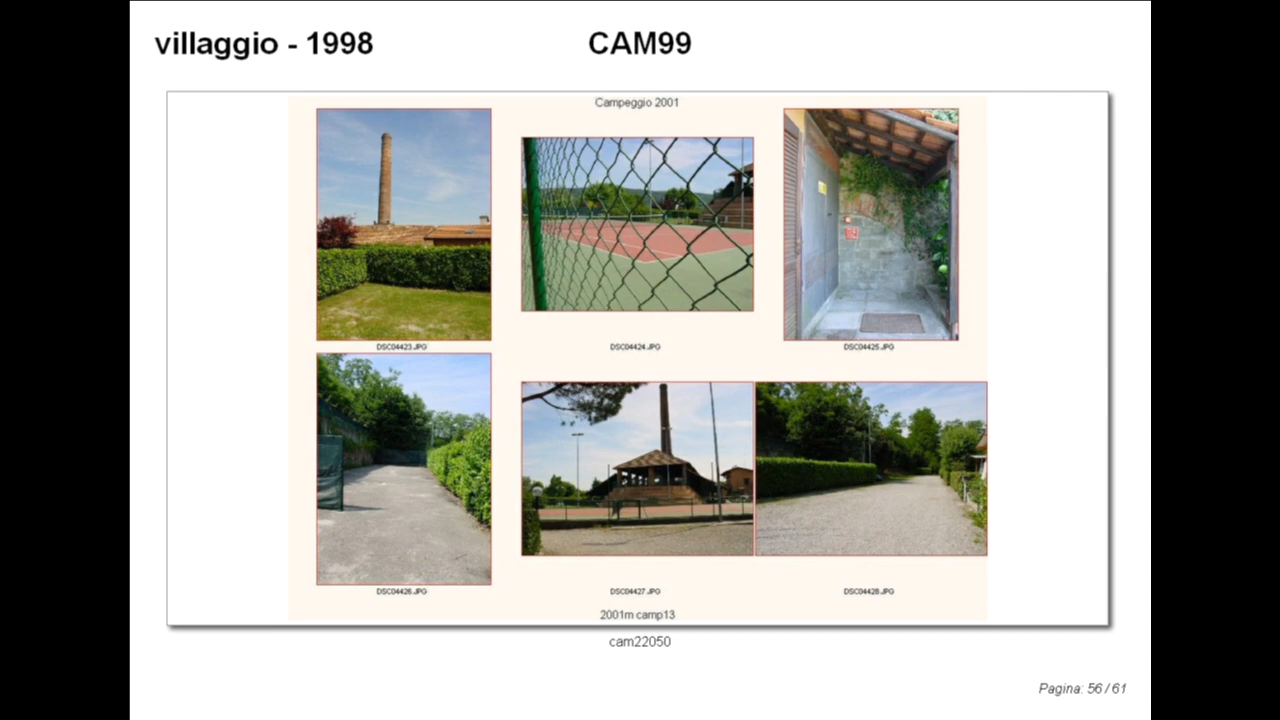 villaggio - 1998
CAM99
Campeggio 2001
DSC04423.JPG
DSC04424.JPG
DSC04425.JPG
DSC04426.JPG
DSC04427.JPG
DSC04428.JPG
2001m camp13
cam22050
Pagina: 56 / 61